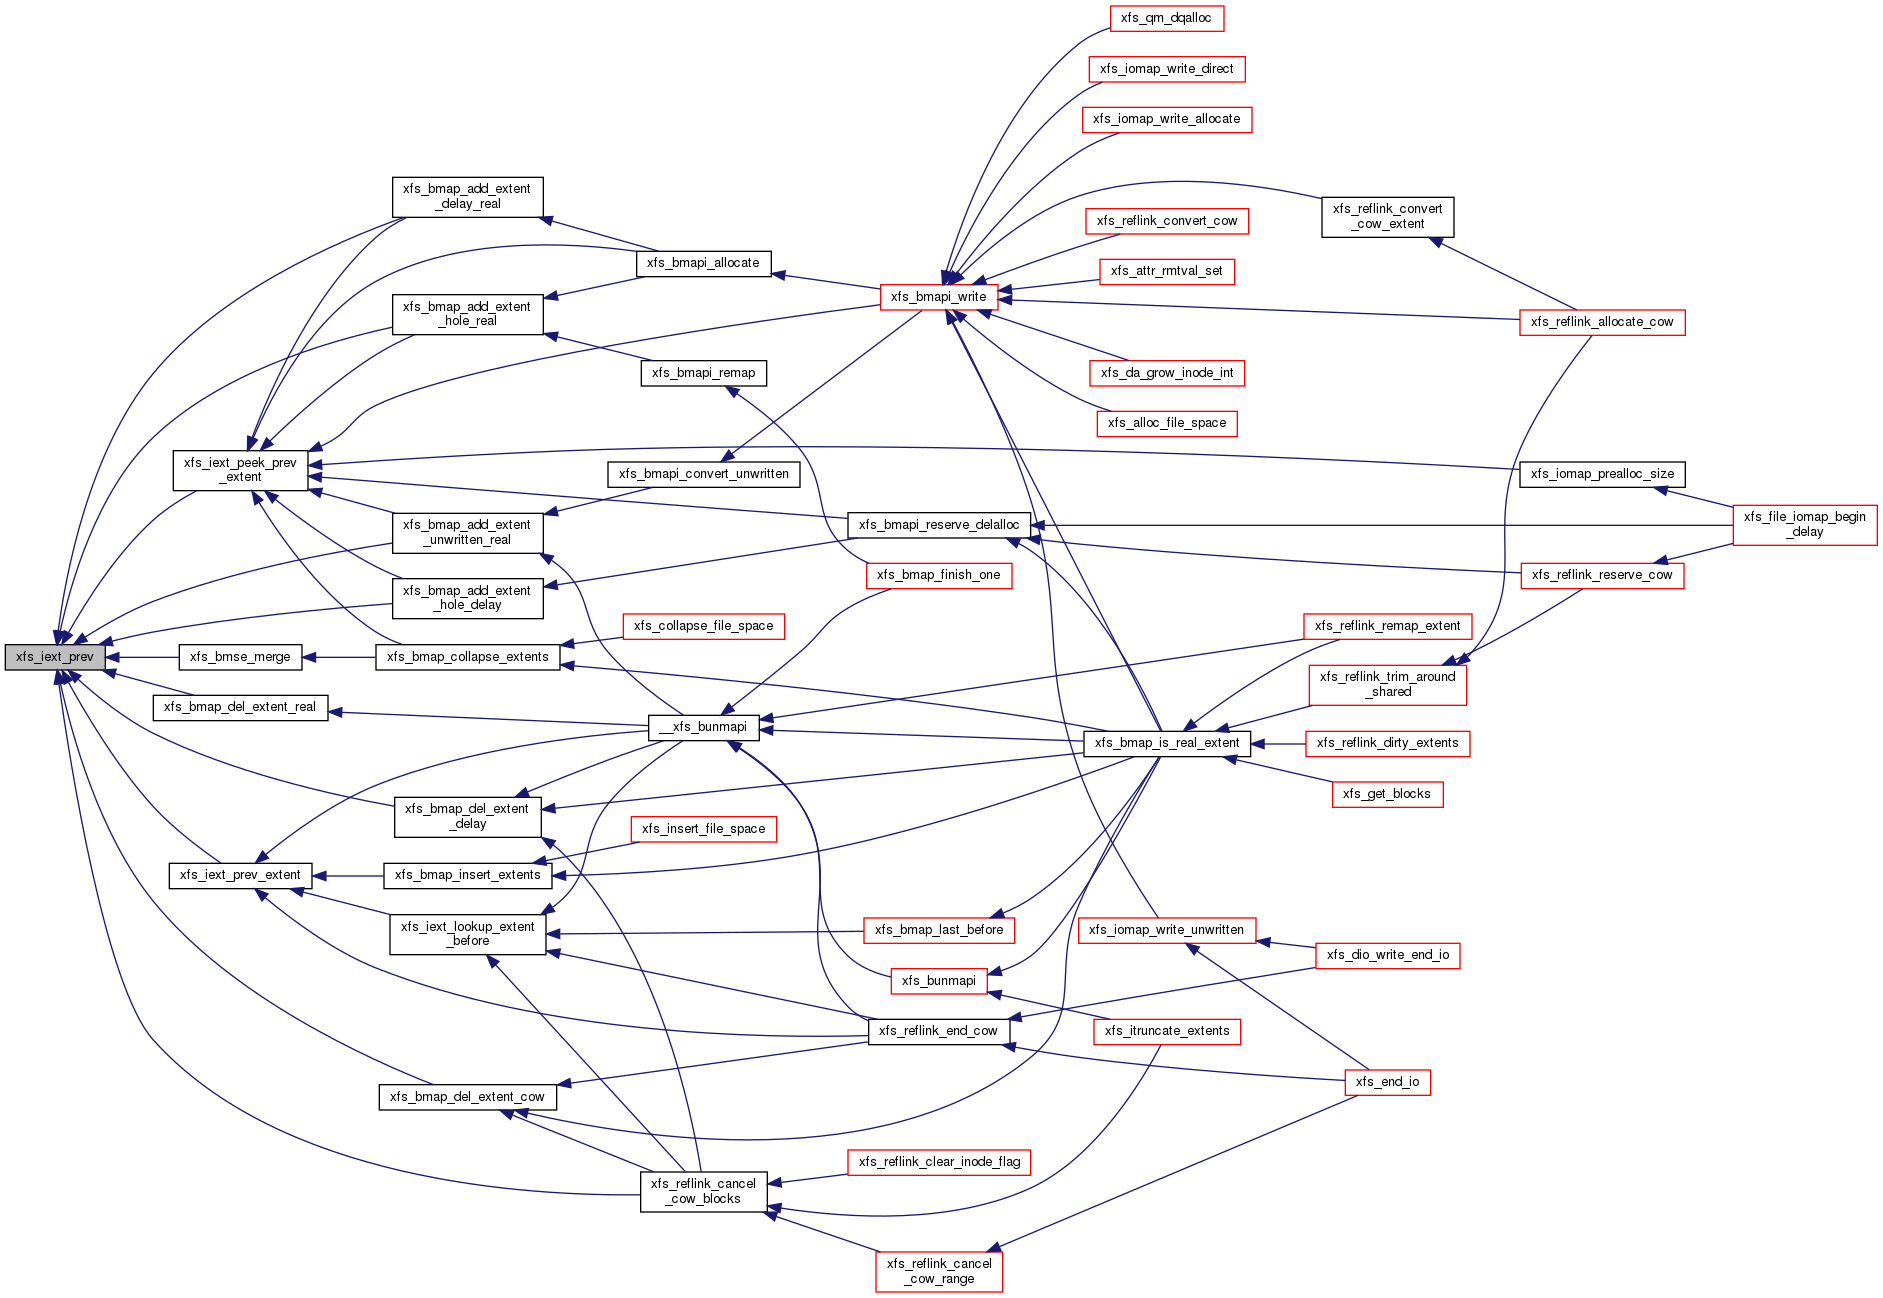 xfs_qm_dqalloc
xfs_iomap_write_direct
xfs_iomap_write_allocate
xfs_bmap_add_extent
_delay_real
xfs_reflink_convert
_cow_extent
xfs_reflink_convert_cow
xfs_bmapi_allocate
xfs_attr_rmtval_set
xfs_bmapi_write
xfs_bmap_add_extent
_hole_real
xfs_reflink_allocate_cow
xfs_bmapi_remap
xfs_da_grow_inode_int
xfs_alloc_file_space
xfs_iext_peek_prev
_extent
xfs_bmapi_convert_unwritten
xfs_iomap_prealloc_size
xfs_bmap_add_extent
_unwritten_real
xfs_bmapi_reserve_delalloc
xfs_file_iomap_begin
_delay
xfs_bmap_finish_one
xfs_reflink_reserve_cow
xfs_bmap_add_extent
_hole_delay
xfs_collapse_file_space
xfs_reflink_remap_extent
xfs_iext_prev
xfs_bmse_merge
xfs_bmap_collapse_extents
xfs_reflink_trim_around
_shared
xfs_bmap_del_extent_real
__xfs_bunmapi
xfs_bmap_is_real_extent
xfs_reflink_dirty_extents
xfs_get_blocks
xfs_bmap_del_extent
_delay
xfs_insert_file_space
xfs_iext_prev_extent
xfs_bmap_insert_extents
xfs_iext_lookup_extent
_before
xfs_bmap_last_before
xfs_iomap_write_unwritten
xfs_dio_write_end_io
xfs_bunmapi
xfs_reflink_end_cow
xfs_itruncate_extents
xfs_end_io
xfs_bmap_del_extent_cow
xfs_reflink_clear_inode_flag
xfs_reflink_cancel
_cow_blocks
xfs_reflink_cancel
_cow_range